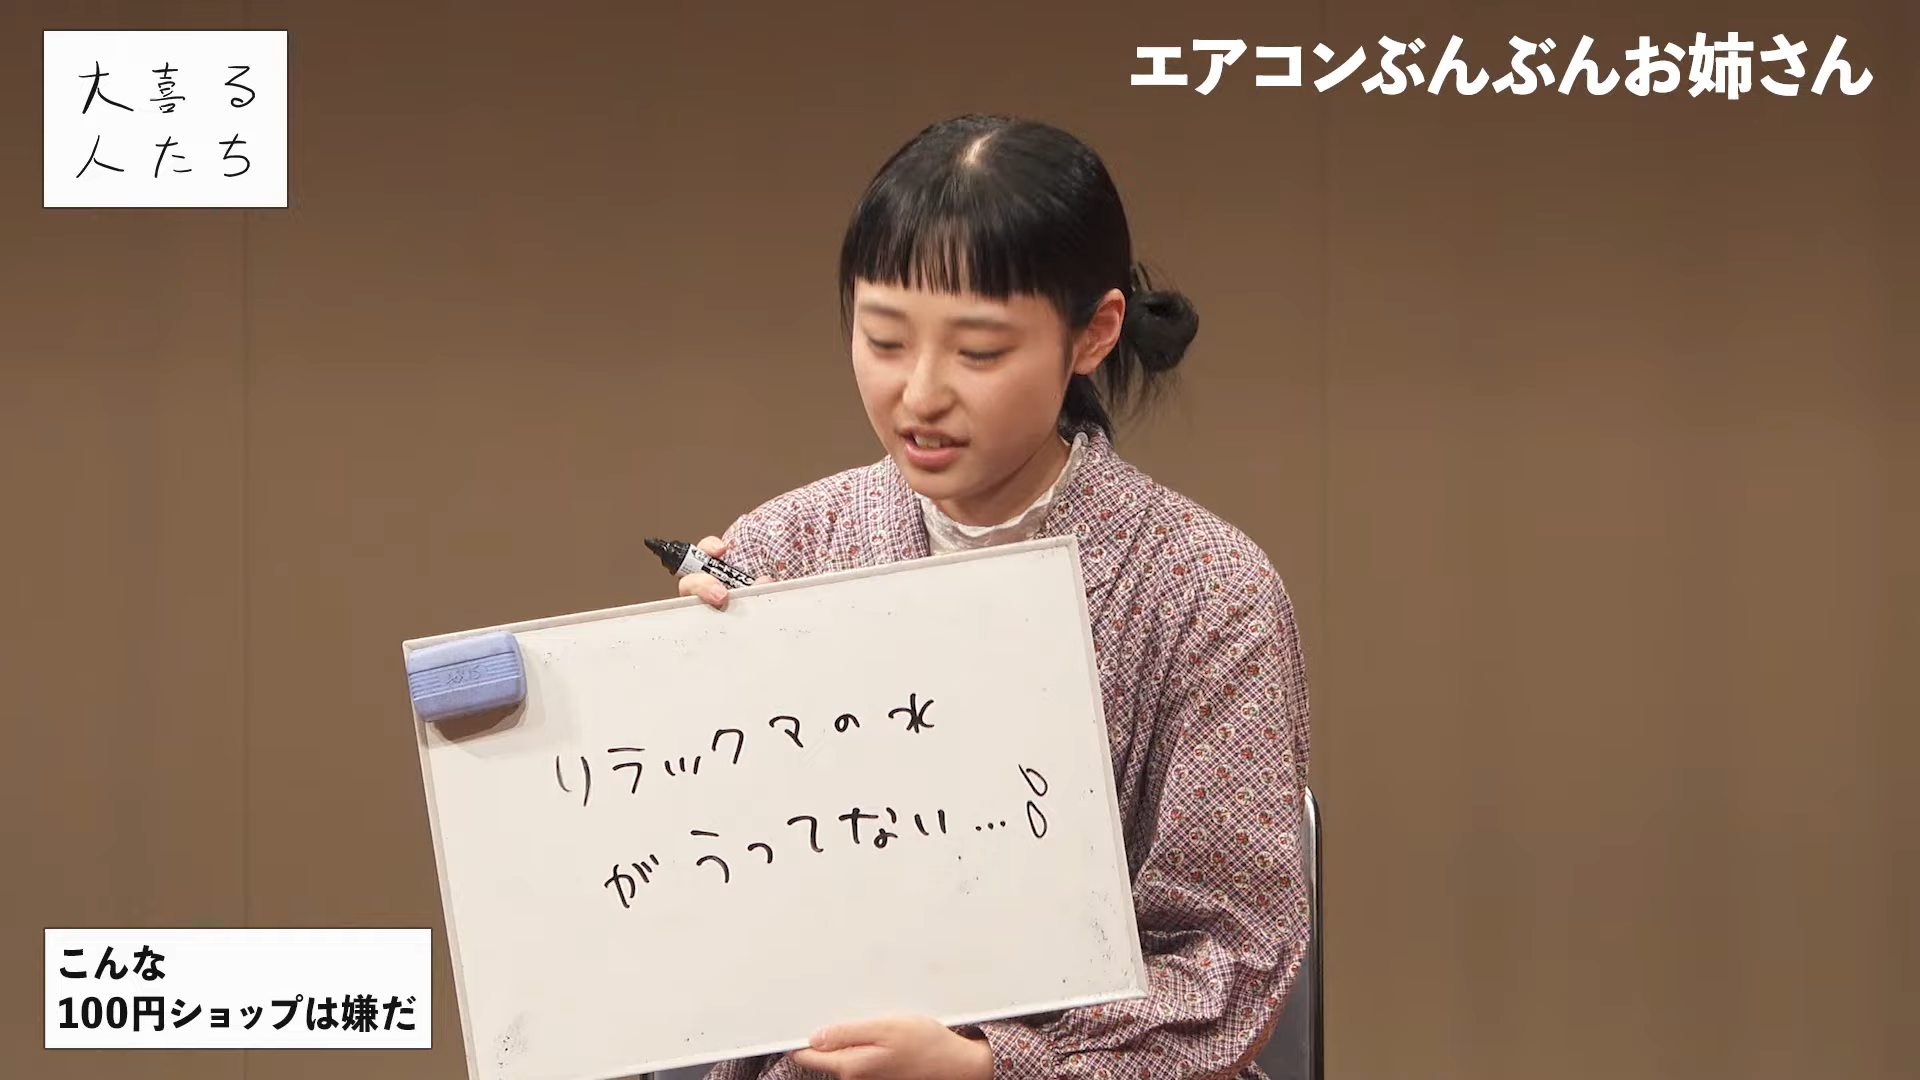 大喜る
人たち
エアコンぶんぶんお姉さん
リラックマの水
がうってない…
こんな
100円ショップは嫌だ